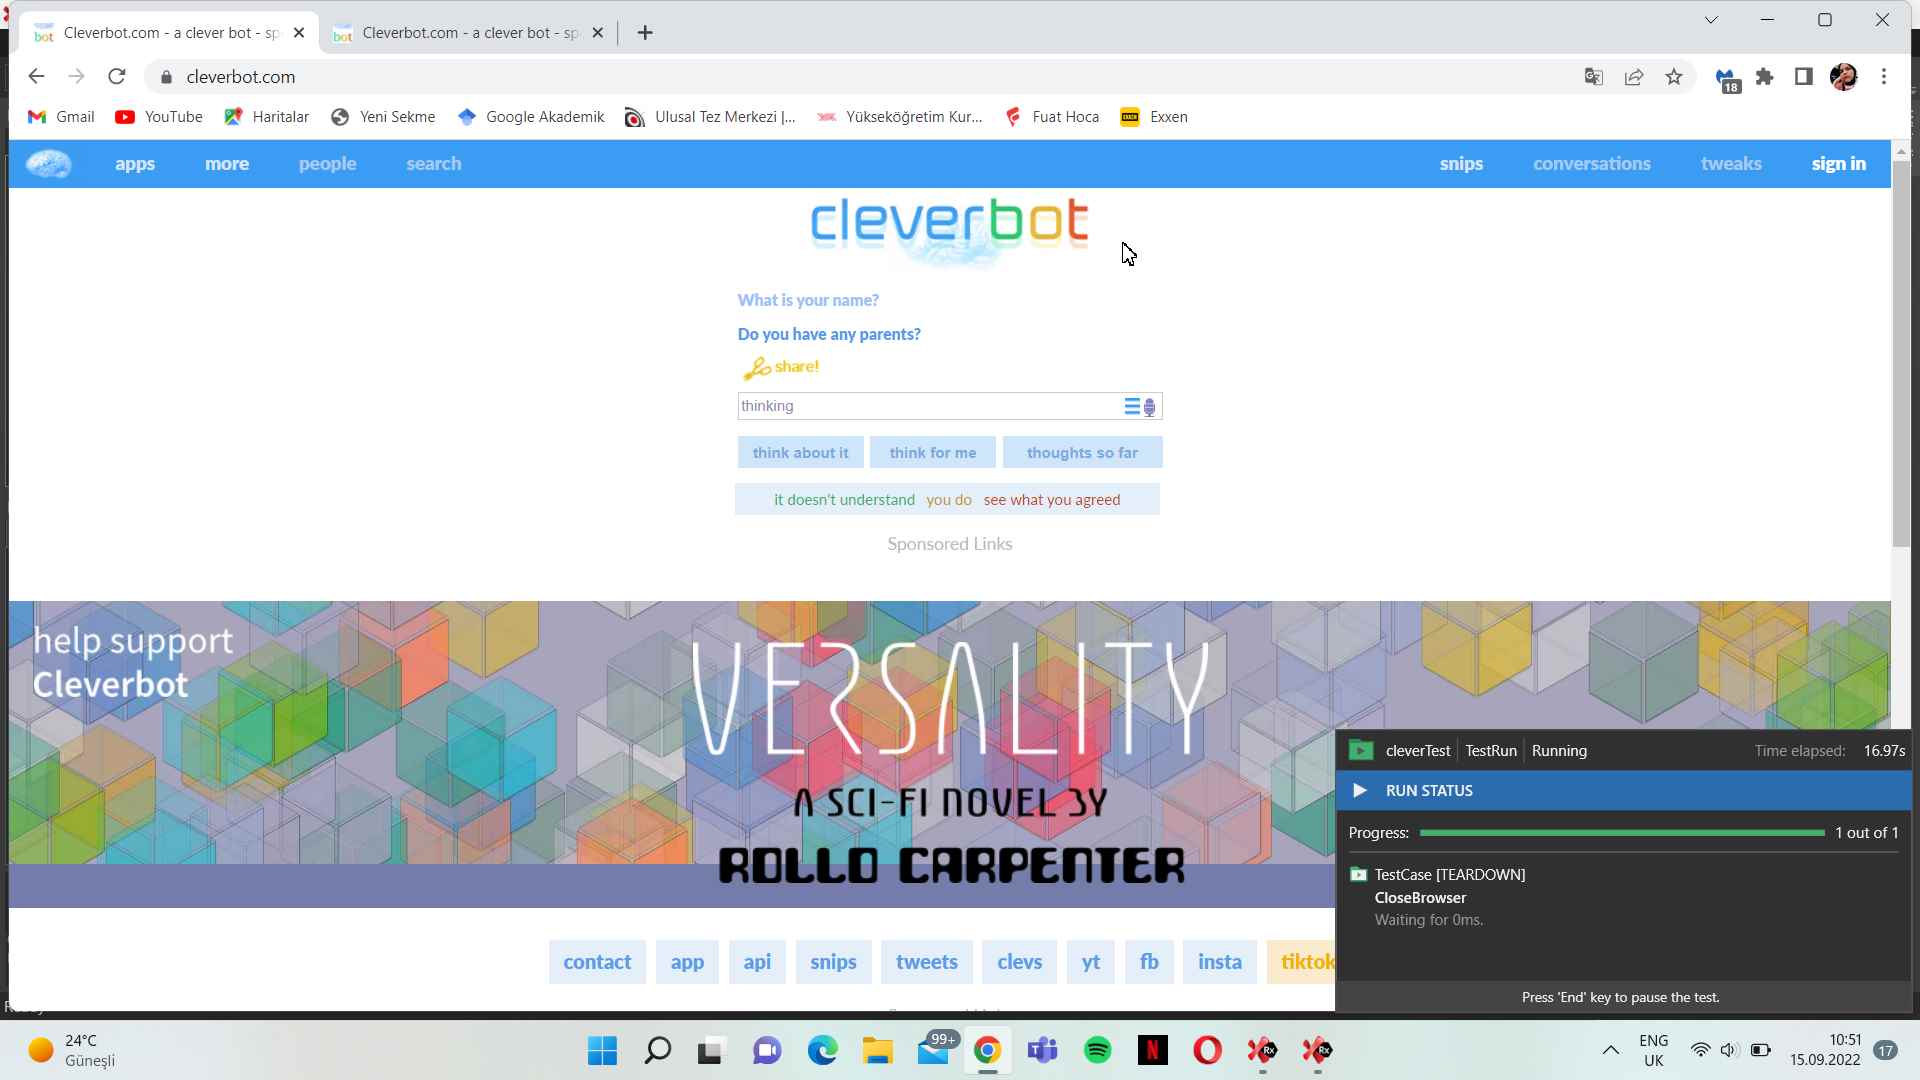 Cleverbot.com - a clever bot - sp
Cleverbot.com - a clever bot - sp
cleverbot.com
18
Gmail
YouTube
Haritalar
Yeni Sekme
Google Akademik
Ulusal Tez Merkezi |...
Yükseköğretim Kur...
Fuat Hoca
EXXEN
Exxen
apps
more
people
search
snips
conversations
tweaks
sign in
cleverbot
What is your name?
Do you have any parents?
share!
thinking
think about it
think for me
thoughts so far
it doesn't understand you do see what you agreed
Sponsored Links
help support
Cleverbot
VERSALITY
A SCI-FI NOVEL BY
ROLLO CARPENTER
cleverTest TestRun Running
Time elapsed: 16.97s
RUN STATUS
Progress: 1 out of 1
TestCase [TEARDOWN]
CloseBrowser
Waiting for 0ms.
Press 'End' key to pause the test.
contact
app
api
snips
tweets
clevs
yt
fb
insta
tiktok
24°C
Güneşli
99+
ENG
UK
10:51
15.09.2022
17